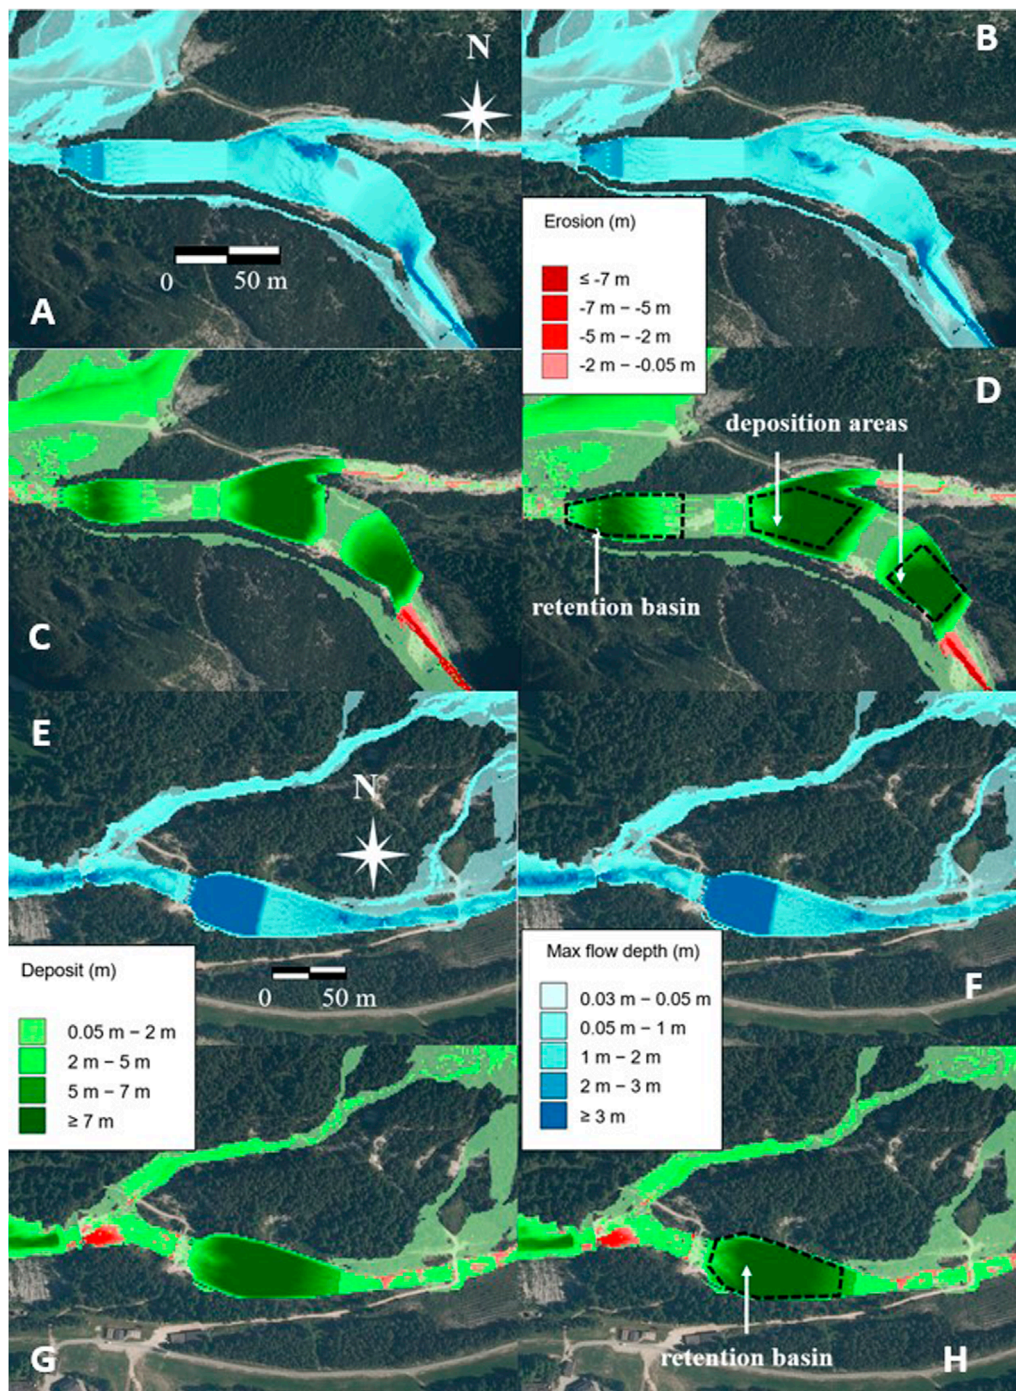 N
B
Erosion (m)
≤ -7 m
-7 m – -5 m
-5 m – -2 m
-2 m – -0.05 m
0 50 m
A
D
deposition areas
retention basin
C
E
N
Deposit (m)
0.05 m – 2 m
2 m – 5 m
5 m – 7 m
≥ 7 m
0 50 m
Max flow depth (m)
0.03 m – 0.05 m
0.05 m – 1 m
1 m – 2 m
2 m – 3 m
≥ 3 m
F
G
retention basin
H